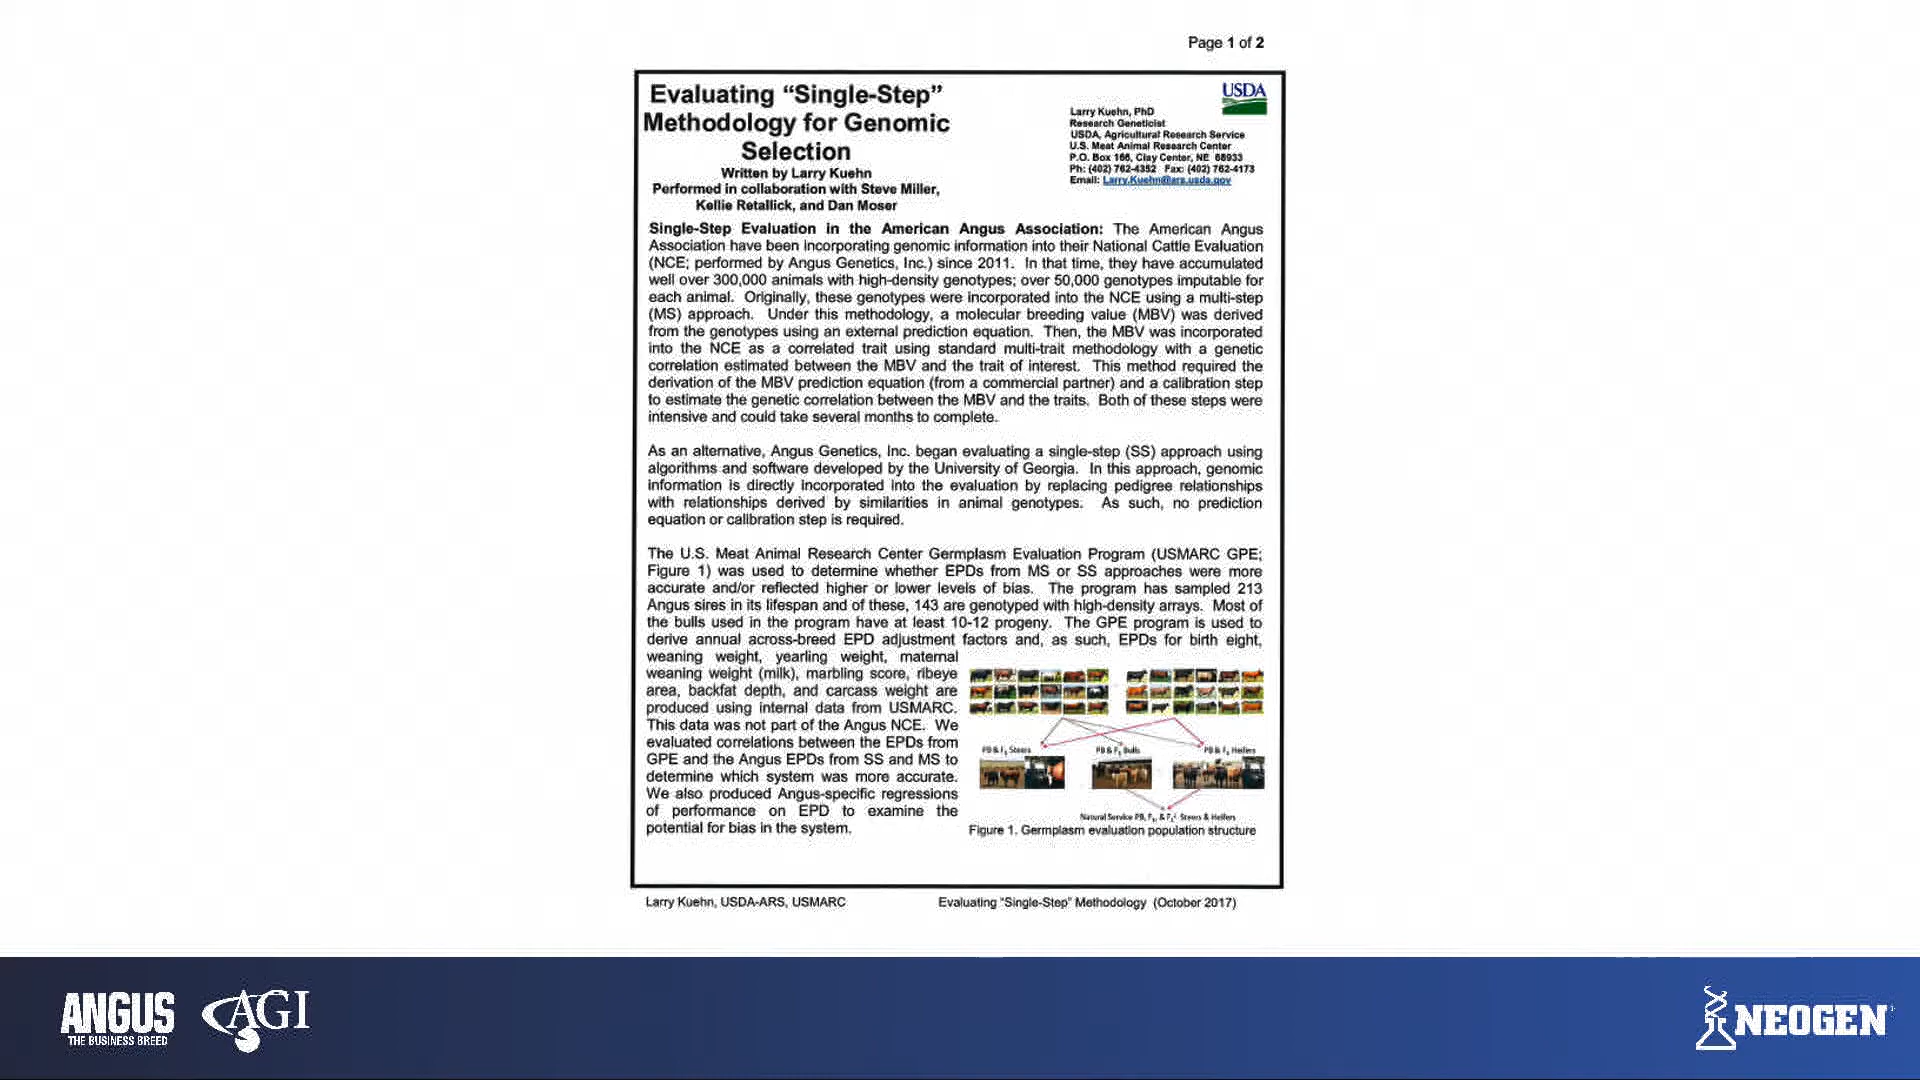 Page 1 of 2
Evaluating “Single-Step”
Methodology for Genomic
Selection
Written by Larry Kuehn
Performed in collaboration with Steve Miller,
Kellie Retallick, and Dan Moser
USDA
Larry Kuehn, PhD
Research Geneticist
USDA, Agricultural Research Service
U.S. Meat Animal Research Center
P.O. Box 166, Clay Center, NE 68933
Ph: (402) 762-4352 Fax: (402) 762-4173
Email: Larry.Kuehn@ars.usda.gov
Single-Step Evaluation in the American Angus Association: The American Angus
Association have been incorporating genomic information into their National Cattle Evaluation
(NCE; performed by Angus Genetics, Inc.) since 2011. In that time, they have accumulated
well over 300,000 animals with high-density genotypes; over 50,000 genotypes imputable for
each animal. Originally, these genotypes were incorporated into the NCE using a multi-step
(MS) approach. Under this methodology, a molecular breeding value (MBV) was derived
from the genotypes using an external prediction equation. Then, the MBV was incorporated
into the NCE as a correlated trait using standard multi-trait methodology with a genetic
correlation estimated between the MBV and the trait of interest. This method required the
derivation of the MBV prediction equation (from a commercial partner) and a calibration step
to estimate the genetic correlation between the MBV and the traits. Both of these steps were
intensive and could take several months to complete.
As an alternative, Angus Genetics, Inc. began evaluating a single-step (SS) approach using
algorithms and software developed by the University of Georgia. In this approach, genomic
information is directly incorporated into the evaluation by replacing pedigree relationships
with relationships derived by similarities in animal genotypes. As such, no prediction
equation or calibration step is required.
The U.S. Meat Animal Research Center Germplasm Evaluation Program (USMARC GPE;
Figure 1) was used to determine whether EPDs from MS or SS approaches were more
accurate and/or reflected higher or lower levels of bias. The program has sampled 213
Angus sires in its lifespan and of these, 143 are genotyped with high-density arrays. Most of
the bulls used in the program have at least 10-12 progeny. The GPE program is used to
derive annual across-breed EPD adjustment factors and, as such, EPDs for birth eight,
weaning weight, yearling weight, maternal
weaning weight (milk), marbling score, ribeye
area, backfat depth, and carcass weight are
produced using internal data from USMARC.
This data was not part of the Angus NCE. We
evaluated correlations between the EPDs from
GPE and the Angus EPDs from SS and MS to
determine which system was more accurate.
We also produced Angus-specific regressions
of performance on EPD to examine the
potential for bias in the system.
PB & F₁ Steers PB & F₁ Bulls PB & F₁ Heifers
Natural Service PB, F₁, & F₁² Steers & Heifers
Figure 1. Germplasm evaluation population structure
Larry Kuehn, USDA-ARS, USMARC Evaluating “Single-Step” Methodology (October 2017)
ANGUS
THE BUSINESS BREED
AGI
NEOGEN